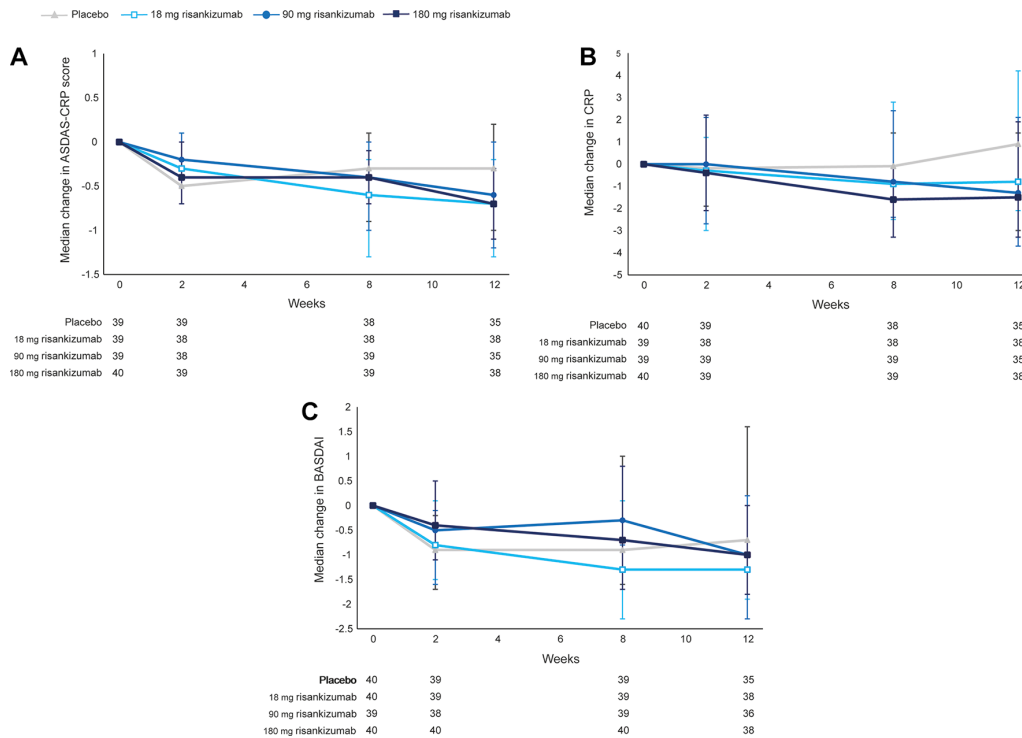 Placebo 18 mg risankizumab 90 mg risankizumab 180 mg risankizumab
A
Median change in ASDAS-CRP score
1
0.5
0
-0.5
-1
-1.5
0 2 4 6 8 10 12
Weeks
Placebo 39 39 38 35
18 mg risankizumab 39 38 38 38
90 mg risankizumab 39 38 39 35
180 mg risankizumab 40 39 39 38
B
Median change in CRP
5
4
3
2
1
0
-1
-2
-3
-4
-5
0 2 4 6 8 10 12
Weeks
Placebo 40 39 38 35
18 mg risankizumab 39 38 38 38
90 mg risankizumab 39 39 39 35
180 mg risankizumab 40 39 39 38
C
Median change in BASDAI
2
1.5
1
0.5
0
-0.5
-1
-1.5
-2
-2.5
0 2 4 6 8 10 12
Weeks
Placebo 40 39 39 35
18 mg risankizumab 40 39 39 38
90 mg risankizumab 39 38 39 36
180 mg risankizumab 40 40 40 38